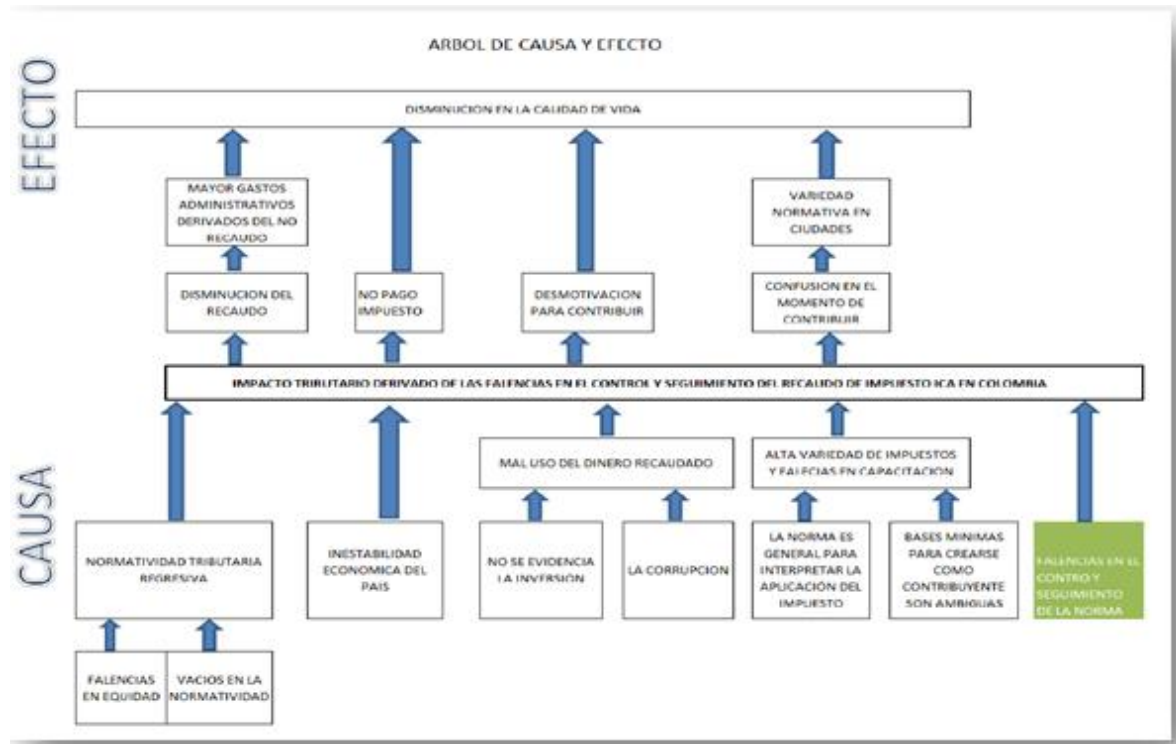 ARBOL DE CAUSA Y EFECTO
EFECTO
DISMINUCION EN LA CALIDAD DE VIDA
MAYOR GASTOS
ADMINISTRATIVOS
DERIVADOS DEL NO
RECAUDO
VARIEDAD
NORMATIVA EN
CIUDADES
DISMINUCION DEL
RECAUDO
NO PAGO
IMPUESTO
DESMOTIVACION
PARA CONTRIBUIR
CONFUSION EN EL
MOMENTO DE
CONTRIBUIR
IMPACTO TRIBUTARIO DERIVADO DE LAS FALENCIAS EN EL CONTROL Y SEGUIMIENTO DEL RECAUDO DE IMPUESTO ICA EN COLOMBIA
CAUSA
MAL USO DEL DINERO RECAUDADO
ALTA VARIEDAD DE IMPUESTOS
Y FALECIAS EN CAPACITACION
NORMATIVIDAD TRIBUTARIA
REGRESIVA
INESTABILIDAD
ECONOMICA DEL
PAIS
NO SE EVIDENCIA
LA INVERSION
LA CORRUPCION
LA NORMA ES
GENERAL PARA
INTERPRETAR LA
APLICACIÓN DEL
IMPUESTO
BASES MINIMAS
PARA CREARSE
COMO
CONTRIBUYENTE
SON AMBIGUAS
FALENCIAS EN EL
CONTRO Y
SEGUIMIENTO
DE LA NORMA
FALENCIAS
EN EQUIDAD
VACIOS EN LA
NORMATIVIDAD